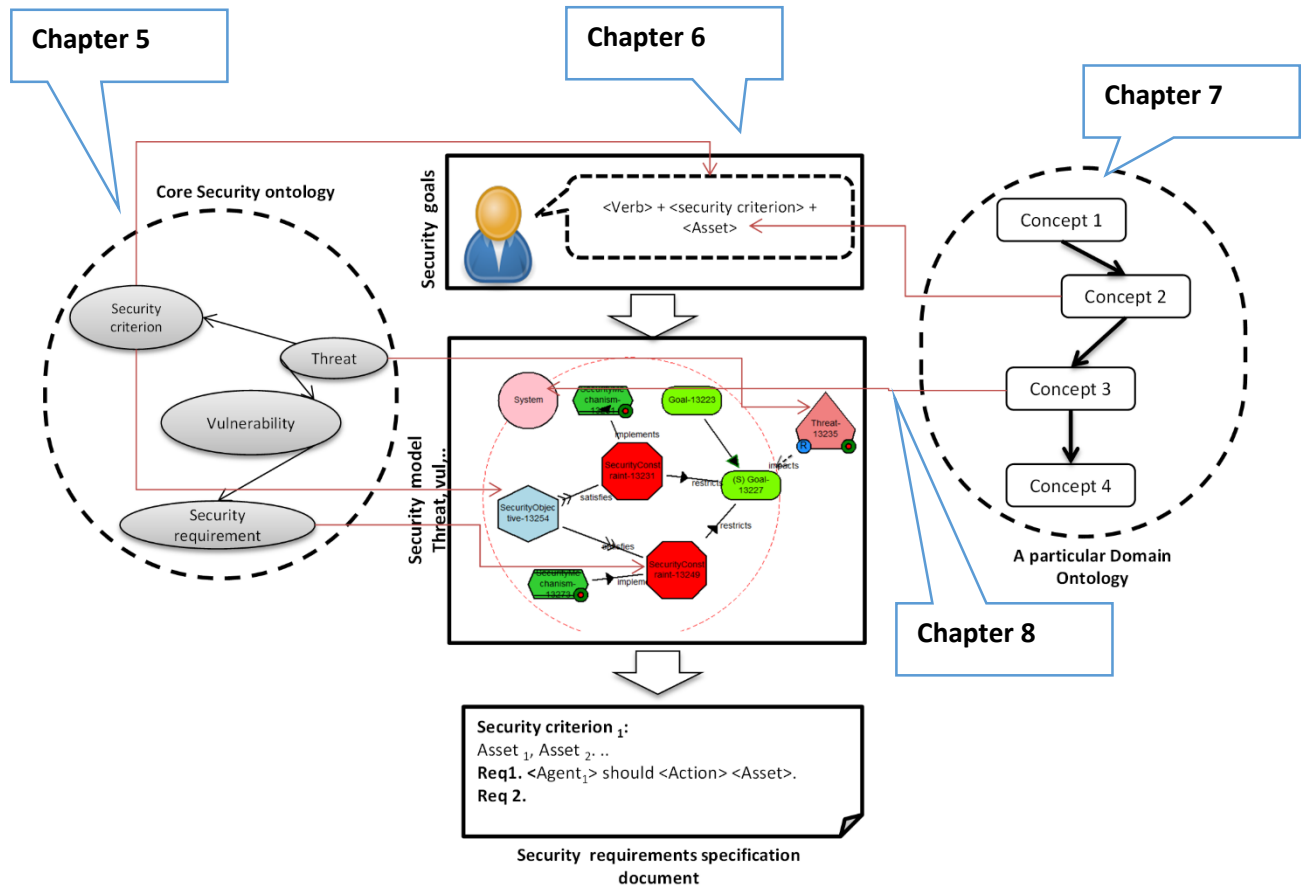 Chapter 5
Chapter 6
Chapter 7
Core Security ontology
Security criterion
Threat
Vulnerability
Security requirement
Security goals
<Verb> + <security criterion> +
<Asset>
Concept 1
Concept 2
Concept 3
Concept 4
A particular Domain
Ontology
Chapter 8
Security model
Threat, vul,..
System
Goal-13223
Threat-
13235
R
implements
SecurityConst
raint-13231
restricts
impacts
(S) Goal-
13227
satisfies
SecurityObjec
tive-13254
restricts
satisfies
SecurityConst
raint-13249
SecurityMe
chanism-
13273
implem
Security criterion 1:
Asset 1, Asset 2. ..
Req1. <Agent1> should <Action> <Asset>.
Req 2.
Security requirements specification
document